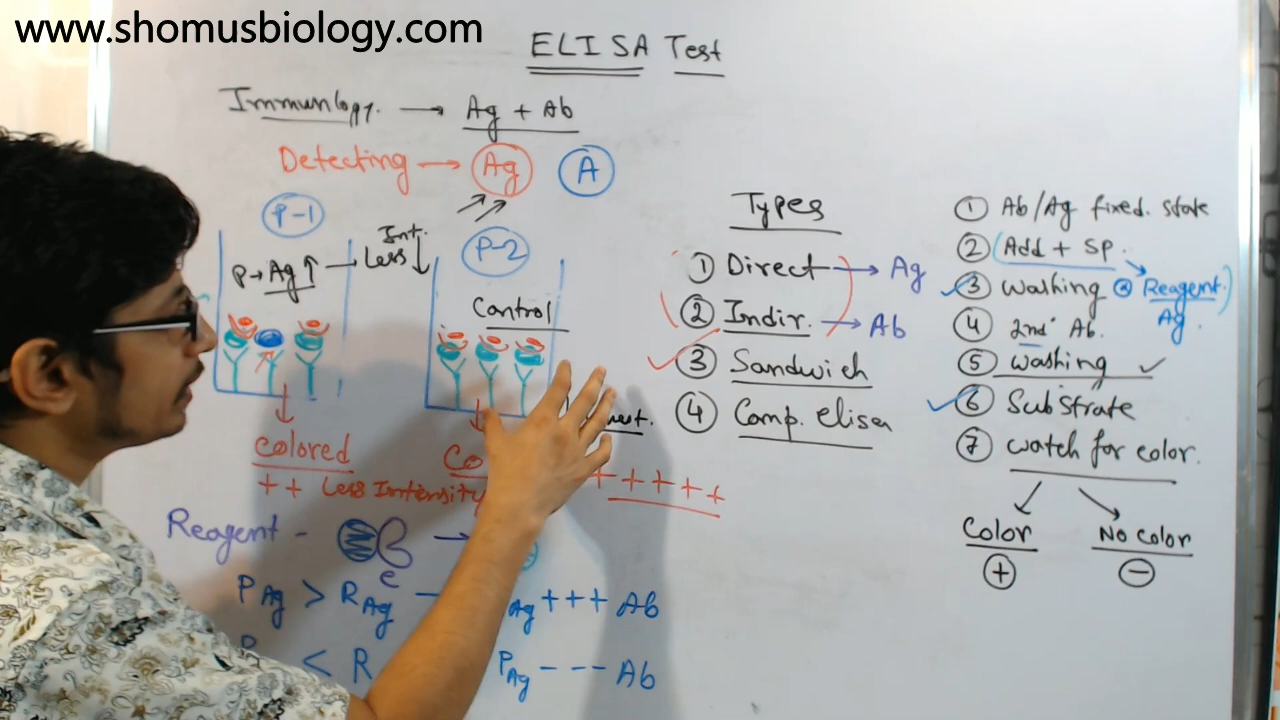 www.shomusbiology.com
ELISA Test
Immunlogy. → Ag + Ab
Detecting → Ag A
P-1
P → Ag ↑ → Int. Less ↓
P-2
Control
Colored
++ Less Intensity
Co
+ + + + +
Reagent -
e
P Ag > R Ag Ag +++ Ab
< R P Ag --- Ab
Types
① Direct → Ag
② Indir. → Ab
③ Sandwich
④ Comp. elisa
① Ab/Ag fixed. state
② (Add + Sp.
③ washing @ Reagent.)
Ag
④ 2nd Ab.
⑤ washing ✓
⑥ Substrate
⑦ watch for color.
Color No color
+ -